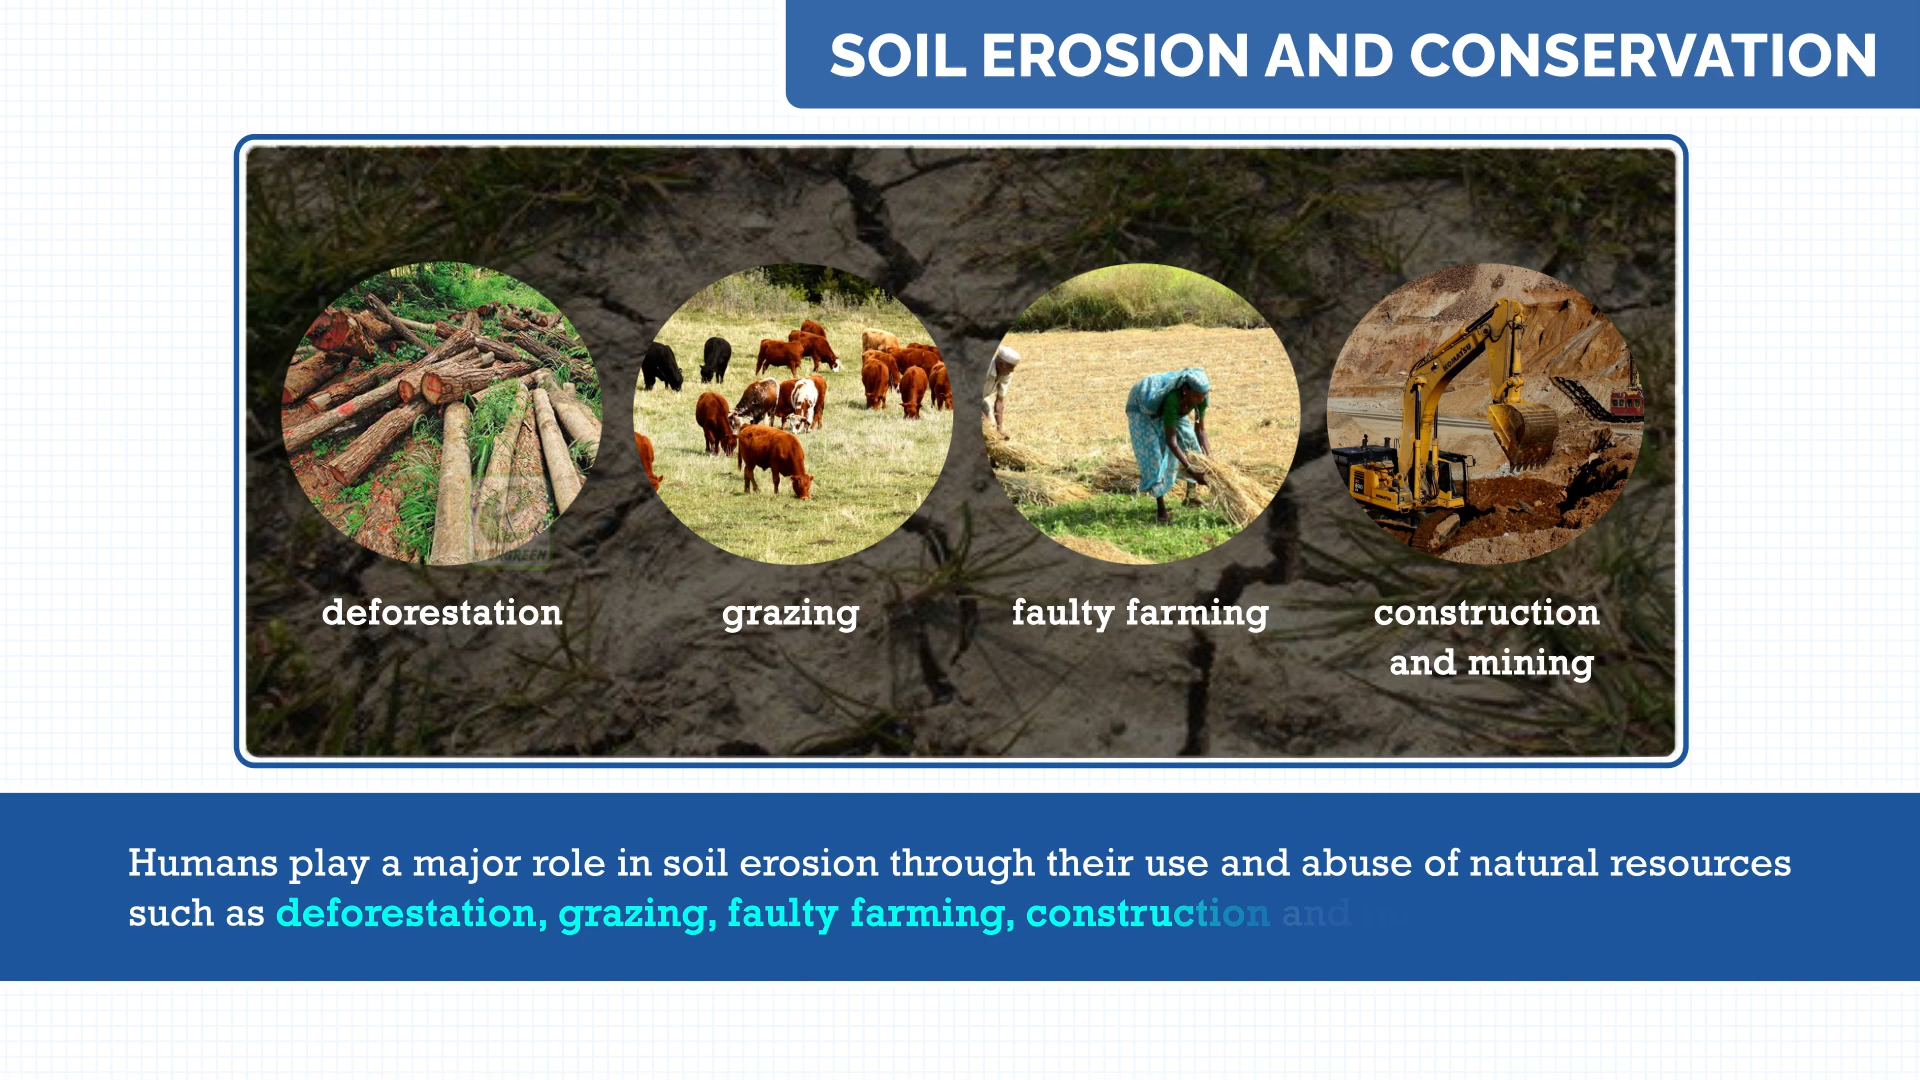 SOIL EROSION AND CONSERVATION
deforestation
grazing
faulty farming
construction
and mining
KOMATSU
Humans play a major role in soil erosion through their use and abuse of natural resources
such as deforestation, grazing, faulty farming, construction and